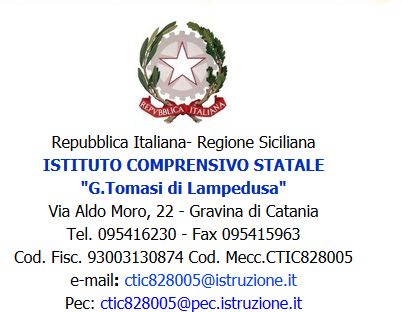 REPVBBLICA ITALIANA
Repubblica Italiana- Regione Siciliana
ISTITUTO COMPRENSIVO STATALE
"G.Tomasi di Lampedusa"
Via Aldo Moro, 22 - Gravina di Catania
Tel. 095416230 - Fax 095415963
Cod. Fisc. 93003130874 Cod. Mecc.CTIC828005
e-mail: ctic828005@istruzione.it
Pec: ctic828005@pec.istruzione.it